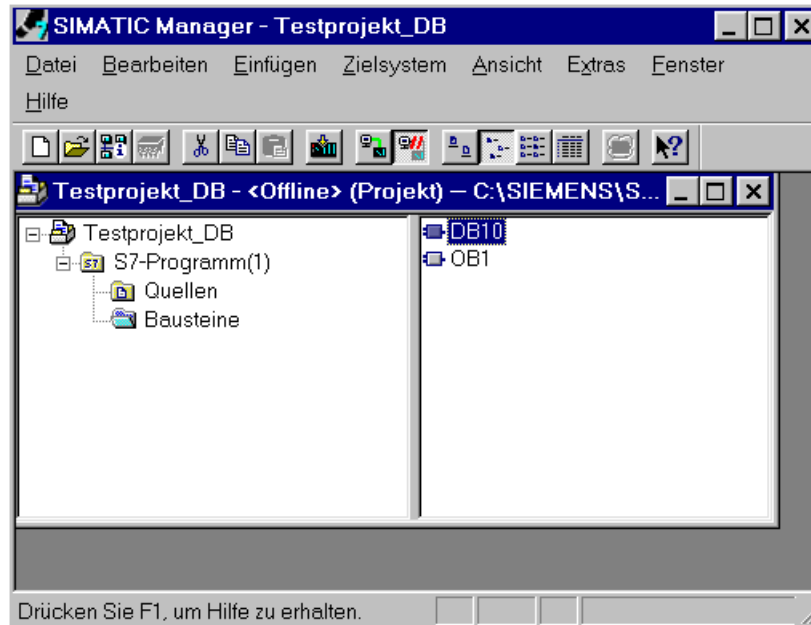 SIMATIC Manager - Testprojekt_DB
Datei Bearbeiten Einfügen Zielsystem Ansicht Extras Fenster
Hilfe
Testprojekt_DB - <Offline> (Projekt) – C:\SIEMENS\S...
Testprojekt_DB
S7-Programm(1)
Quellen
Bausteine
DB10
OB1
Drücken Sie F1, um Hilfe zu erhalten.